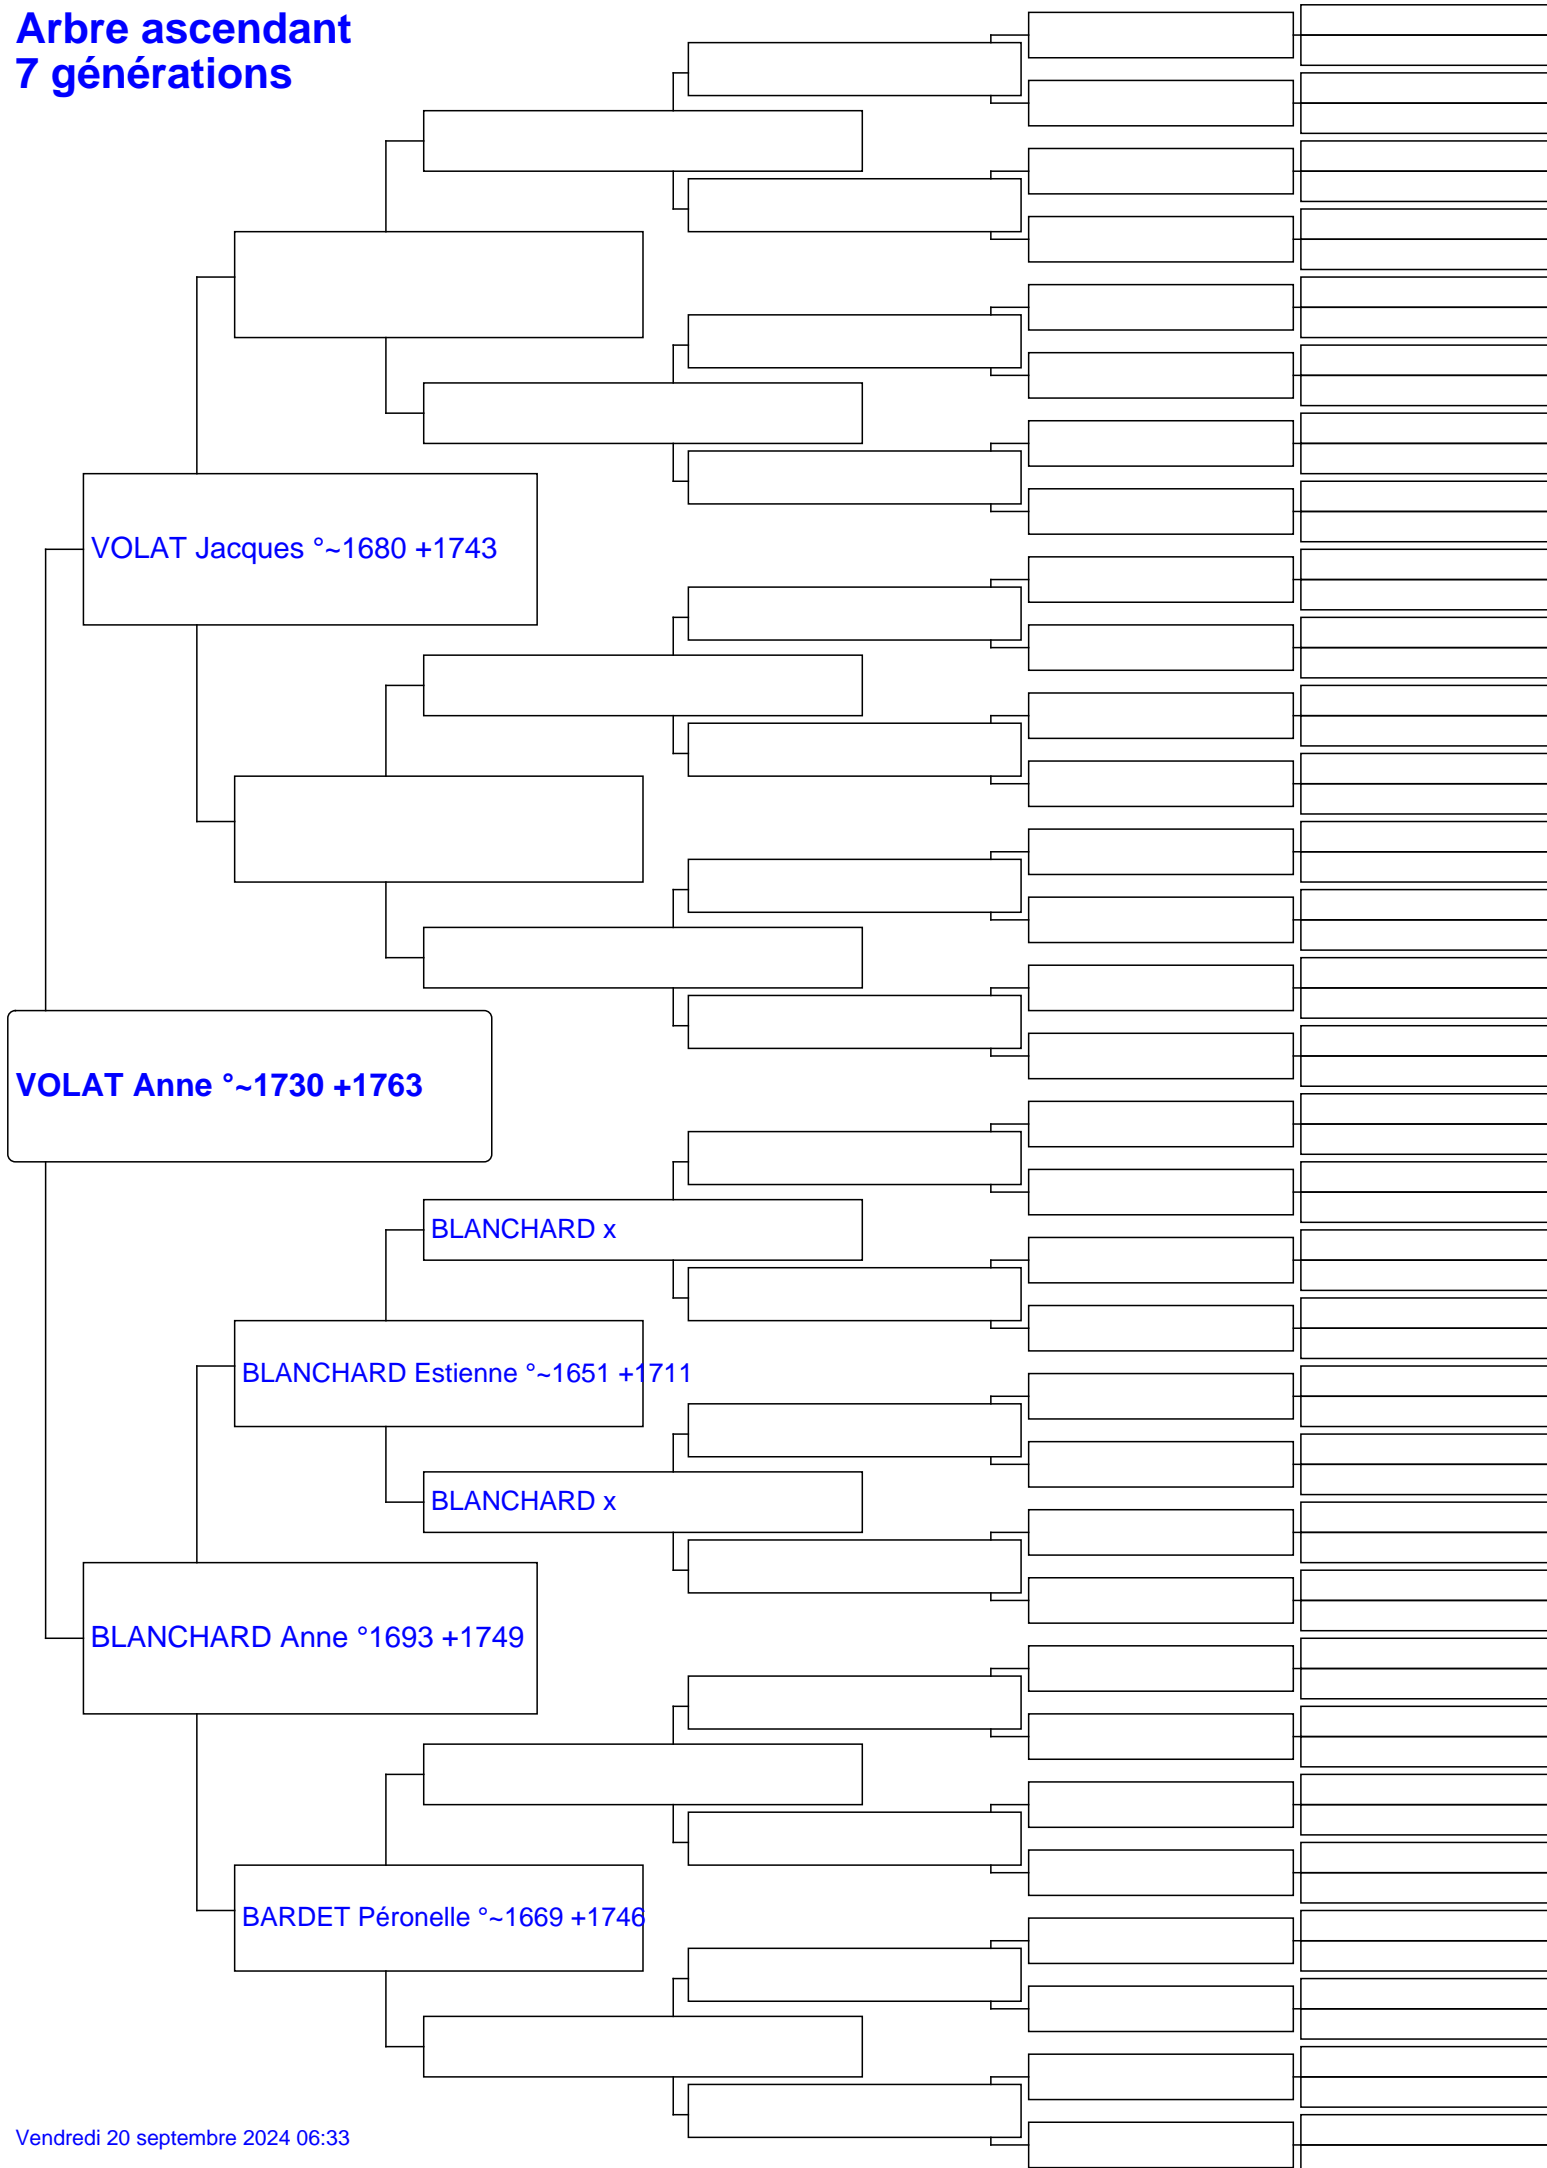 Arbre ascendant
7 générations
VOLAT Jacques °~1680 +1743
VOLAT Anne °~1730 +1763
BLANCHARD x
BLANCHARD Estienne °~1651 +1711
BLANCHARD x
BLANCHARD Anne °1693 +1749
BARDET Péronelle °~1669 +1746
Vendredi 20 septembre 2024 06:33